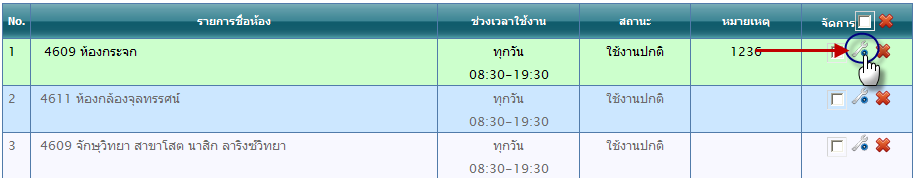 No. รายการชื่อห้อง ช่วงเวลาใช้งาน สถานะ หมายเหตุ จัดการ
1 4609 ห้องกระจก ทุกวัน ใช้งานปกติ 1236
08:30-19:30
2 4611 ห้องกล้องจุลทรรศน์ ทุกวัน ใช้งานปกติ
08:30-19:30
3 4609 จักษุวิทยา สาขาโสต นาสิก ลาริงซ์วิทยา ทุกวัน ใช้งานปกติ
08:30-19:30